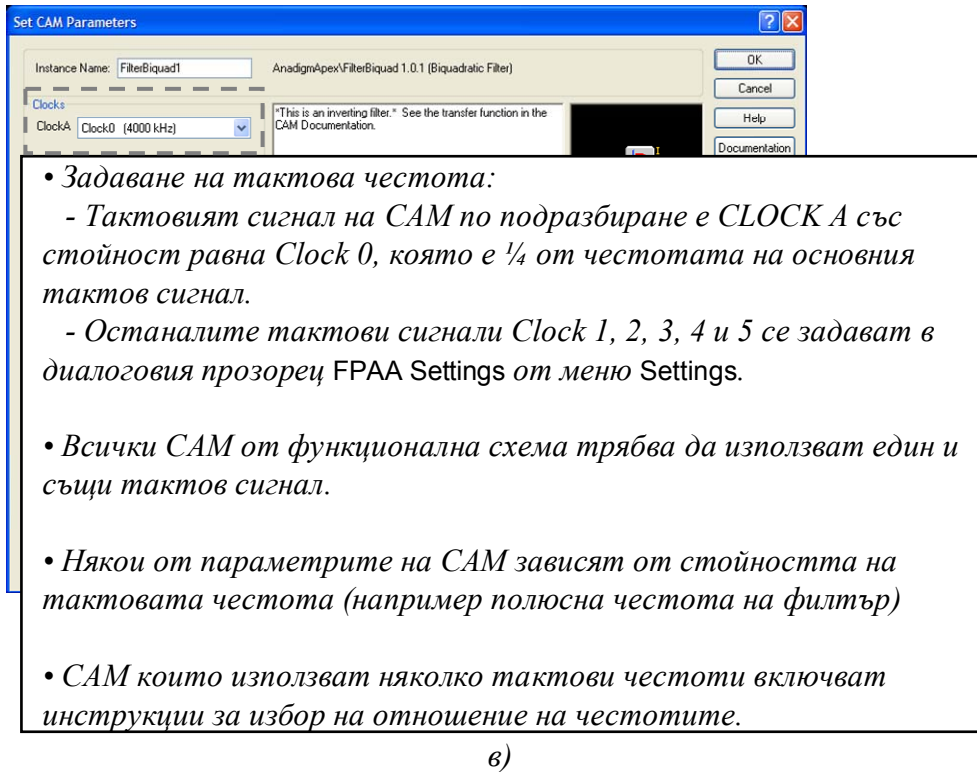 Set CAM Parameters
Instance Name: FilterBiquad1
AnadigmApex\FilterBiquad 1.0.1 (Biquadratic Filter)
OK
Cancel
Help
Documentation
Clocks
ClockA Clock0 (4000 kHz)
"This is an inverting filter." See the transfer function in the
CAM Documentation.
• Задаване на тактова честота:
- Тактовият сигнал на CAM по подразбиране е CLOCK A със
стойност равна Clock 0, която е ¼ от честотата на основния
тактов сигнал.
- Останалите тактови сигнали Clock 1, 2, 3, 4 и 5 се задават в
диалоговия прозорец FPAA Settings от меню Settings.
• Всички CAM от функционална схема трябва да използват един и
същи тактов сигнал.
• Някои от параметрите на CAM зависят от стойността на
тактовата честота (например полюсна честота на филтър)
• CAM които използват няколко тактови честоти включват
инструкции за избор на отношение на честотите.
в)